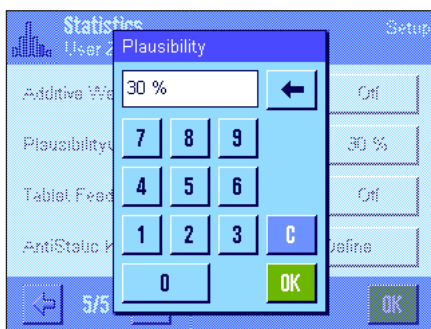 Statistics
Setup
User 2
Plausibility
30 %
Additive We
Off
7 8 9
Plausibility
30 %
4 5 6
Tablet Feed
Off
1 2 3 C
AntiStatic K
Define
0 OK
5/5
OK